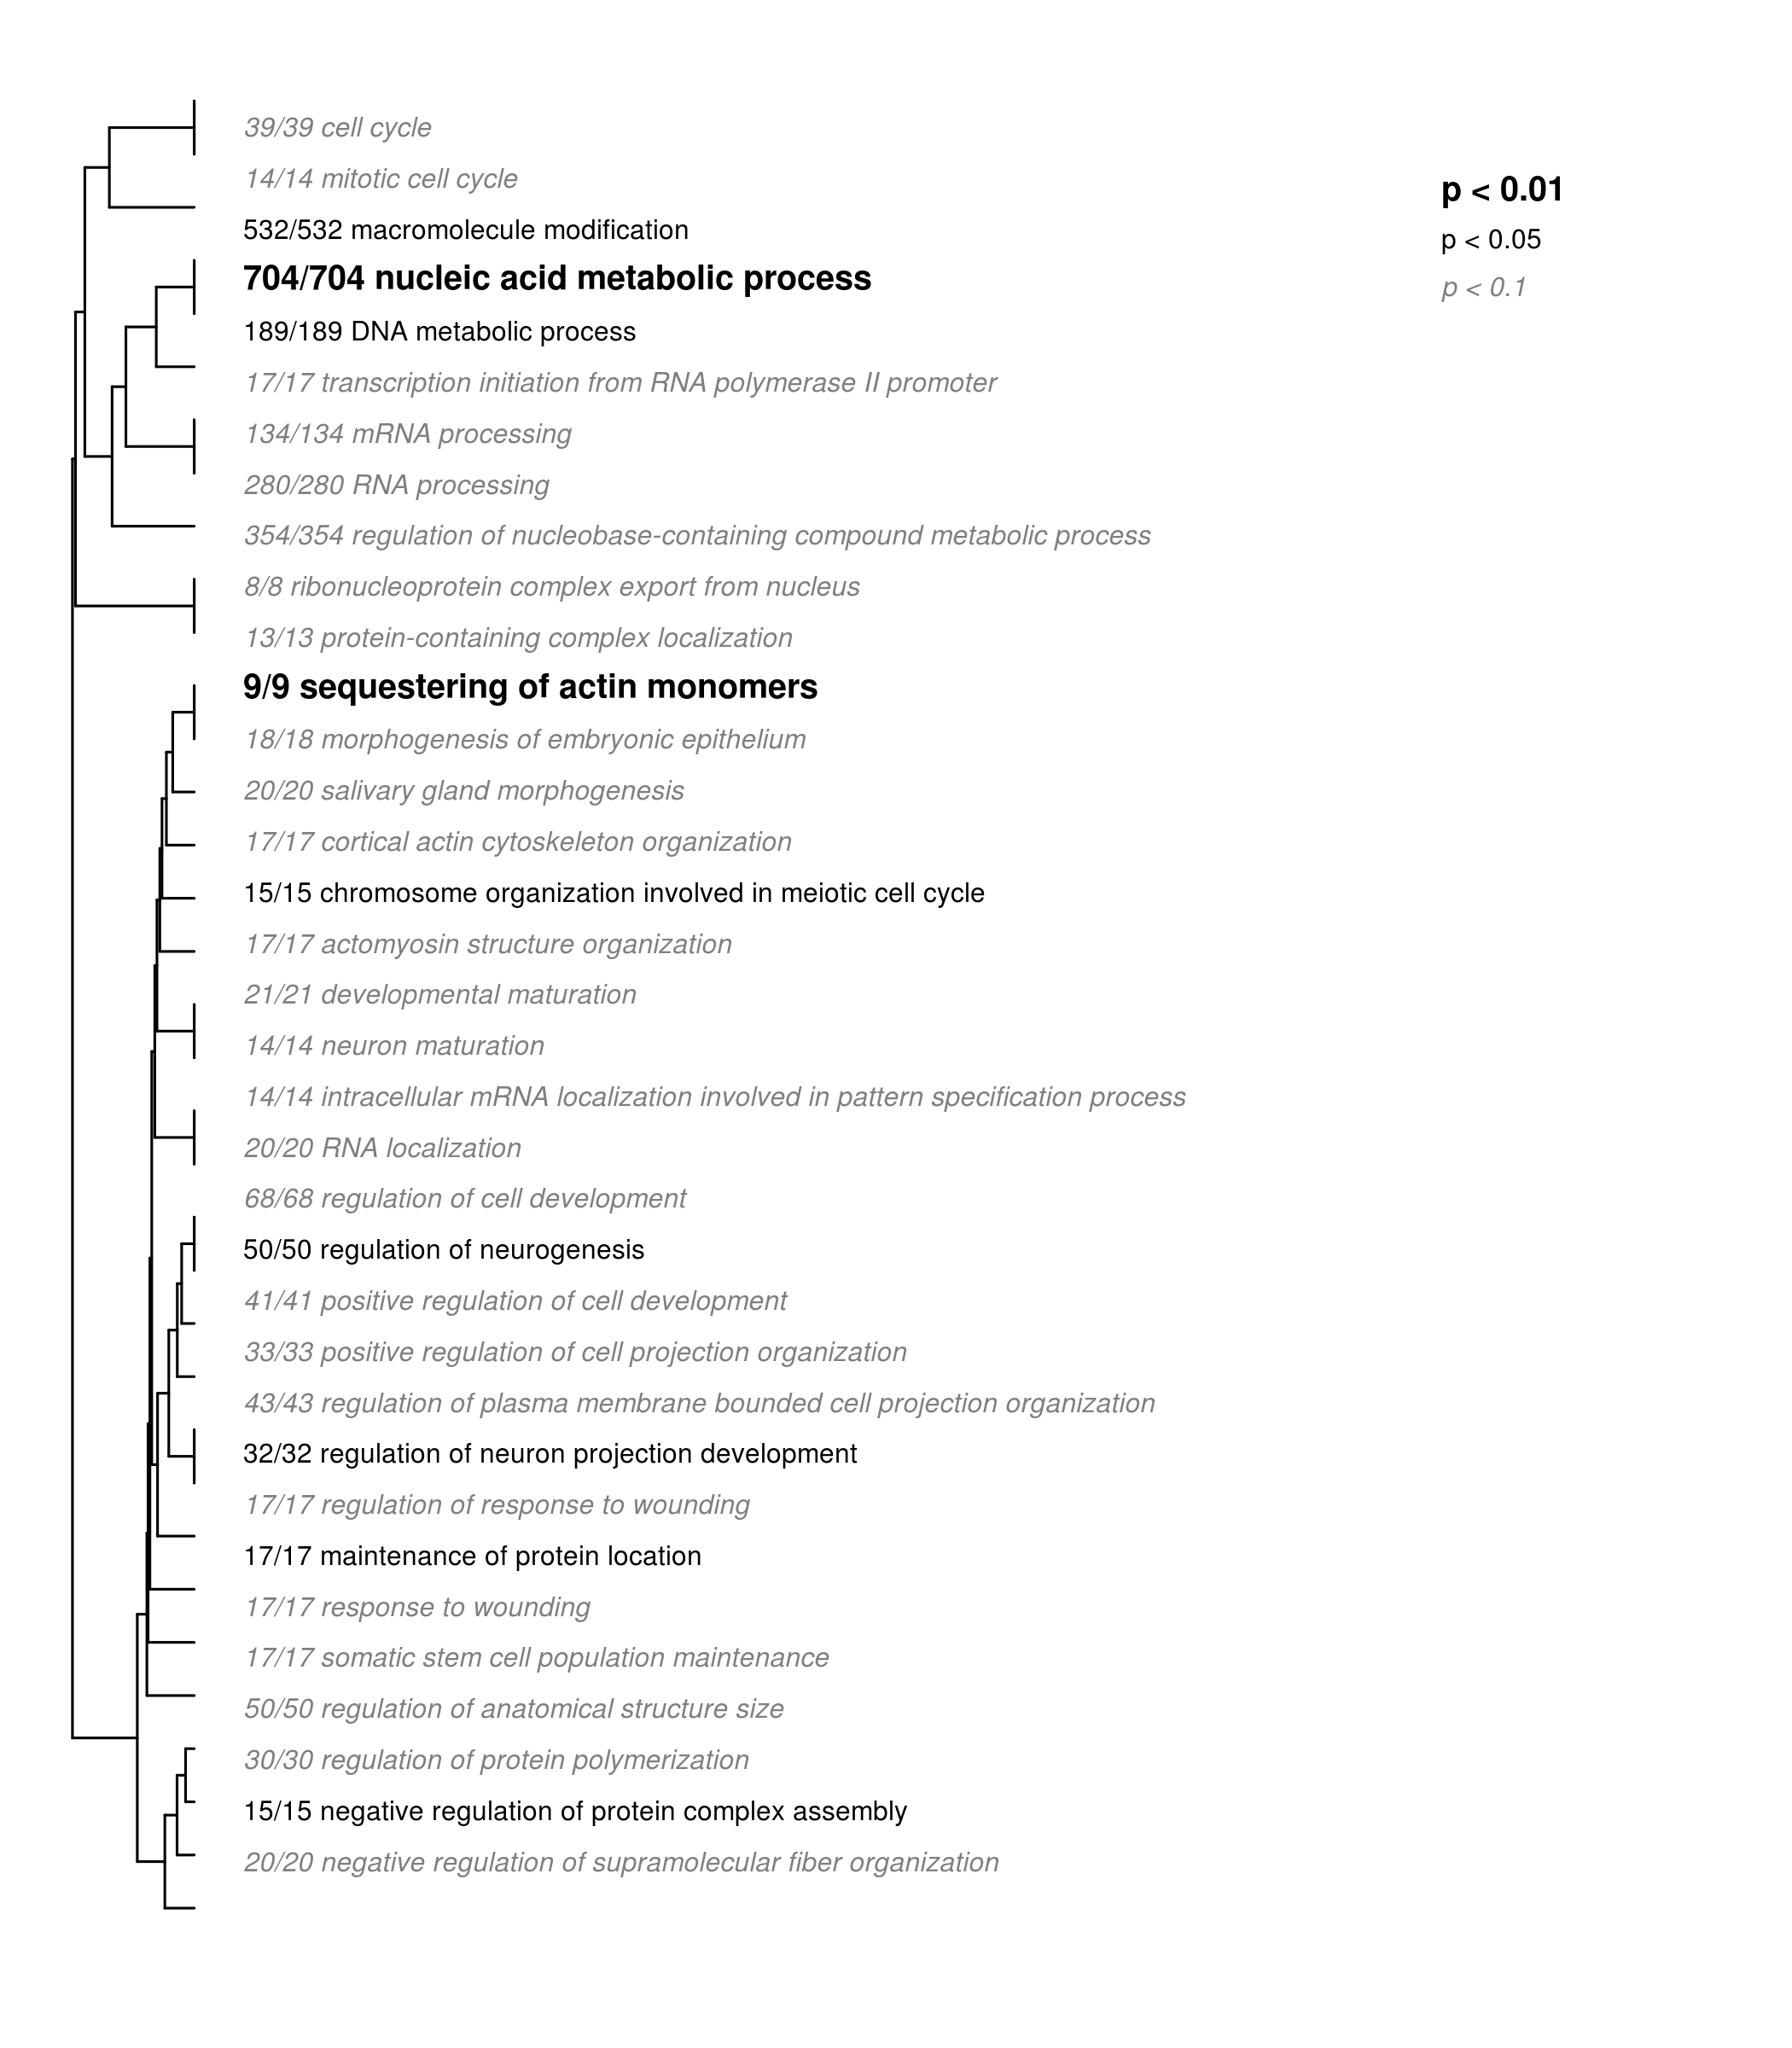 39/39 cell cycle
14/14 mitotic cell cycle
532/532 macromolecule modification
704/704 nucleic acid metabolic process
189/189 DNA metabolic process
17/17 transcription initiation from RNA polymerase II promoter
134/134 mRNA processing
280/280 RNA processing
354/354 regulation of nucleobase-containing compound metabolic process
8/8 ribonucleoprotein complex export from nucleus
13/13 protein-containing complex localization
9/9 sequestering of actin monomers
18/18 morphogenesis of embryonic epithelium
20/20 salivary gland morphogenesis
17/17 cortical actin cytoskeleton organization
15/15 chromosome organization involved in meiotic cell cycle
17/17 actomyosin structure organization
21/21 developmental maturation
14/14 neuron maturation
14/14 intracellular mRNA localization involved in pattern specification process
20/20 RNA localization
68/68 regulation of cell development
50/50 regulation of neurogenesis
41/41 positive regulation of cell development
33/33 positive regulation of cell projection organization
43/43 regulation of plasma membrane bounded cell projection organization
32/32 regulation of neuron projection development
17/17 regulation of response to wounding
17/17 maintenance of protein location
17/17 response to wounding
17/17 somatic stem cell population maintenance
50/50 regulation of anatomical structure size
30/30 regulation of protein polymerization
15/15 negative regulation of protein complex assembly
20/20 negative regulation of supramolecular fiber organization
p < 0.01
p < 0.05
p < 0.1